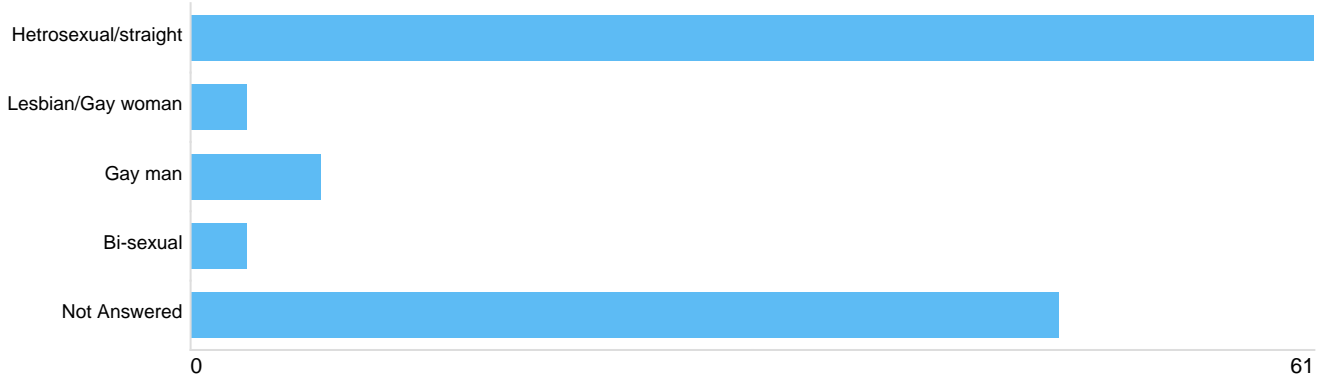 Hetrosexual/straight
Lesbian/Gay woman
Gay man
Bi-sexual
Not Answered
0 61